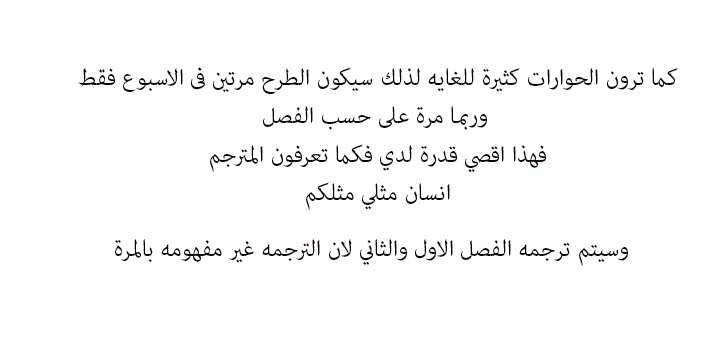 كما ترون الحوارات كثيرة للغايه لذلك سيكون الطرح مرتين فى الاسبوع فقط
وربما مرة على حسب الفصل
فهذا اقصي قدرة لدي فكما تعرفون المترجم
انسان مثلي مثلكم
وسيتم ترجمه الفصل الاول والثاني لان الترجمه غير مفهومه بالمرة